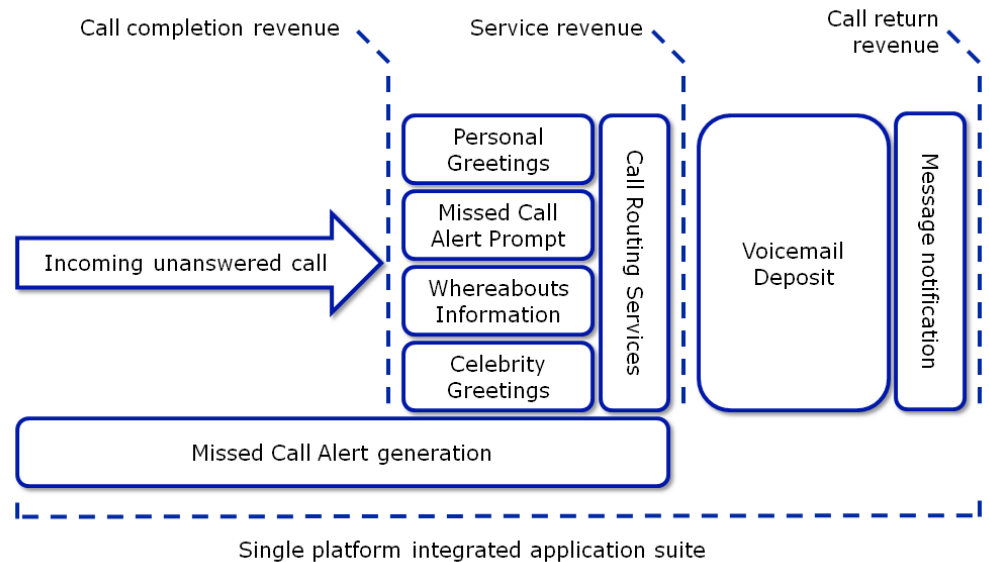 Call completion revenue
Service revenue
Call return
revenue
Incoming unanswered call
Personal
Greetings
Missed Call
Alert Prompt
Whereabouts
Information
Celebrity
Greetings
Call Routing Services
Voicemail
Deposit
Message notification
Missed Call Alert generation
Single platform integrated application suite